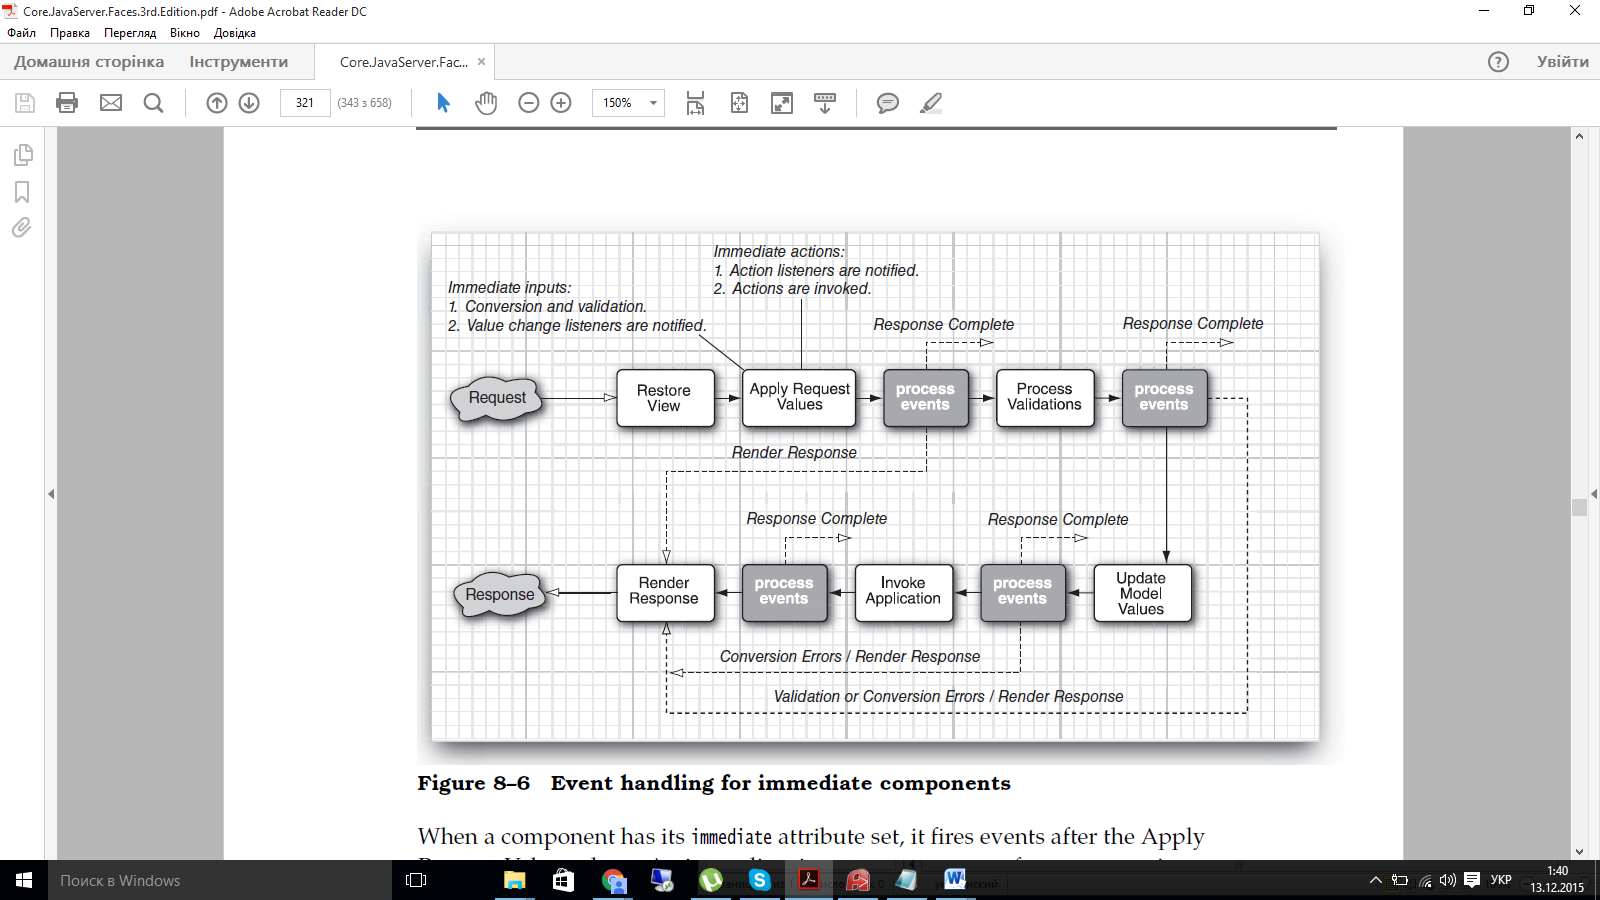 Core.JavaServer.Faces.3rd.Edition.pdf - Adobe Acrobat Reader DC
Файл Правка Перегляд Вікно Довідка
Домашня сторінка Інструменти Core.JavaServer.Fac... × ? Увійти
321 (343 з 658) 150%
Immediate actions:
1. Action listeners are notified.
2. Actions are invoked.
Immediate inputs:
1. Conversion and validation.
2. Value change listeners are notified.
Response Complete
Response Complete
Request
Restore
View
Apply Request
Values
process
events
Process
Validations
process
events
Render Response
Response Complete
Response Complete
Response
Render
Response
process
events
Invoke
Application
process
events
Update
Model
Values
Conversion Errors / Render Response
Validation or Conversion Errors / Render Response
Figure 8–6 Event handling for immediate components
When a component has its immediate attribute set, it fires events after the Apply
Поиск в Windows
УКР
1:40
13.12.2015